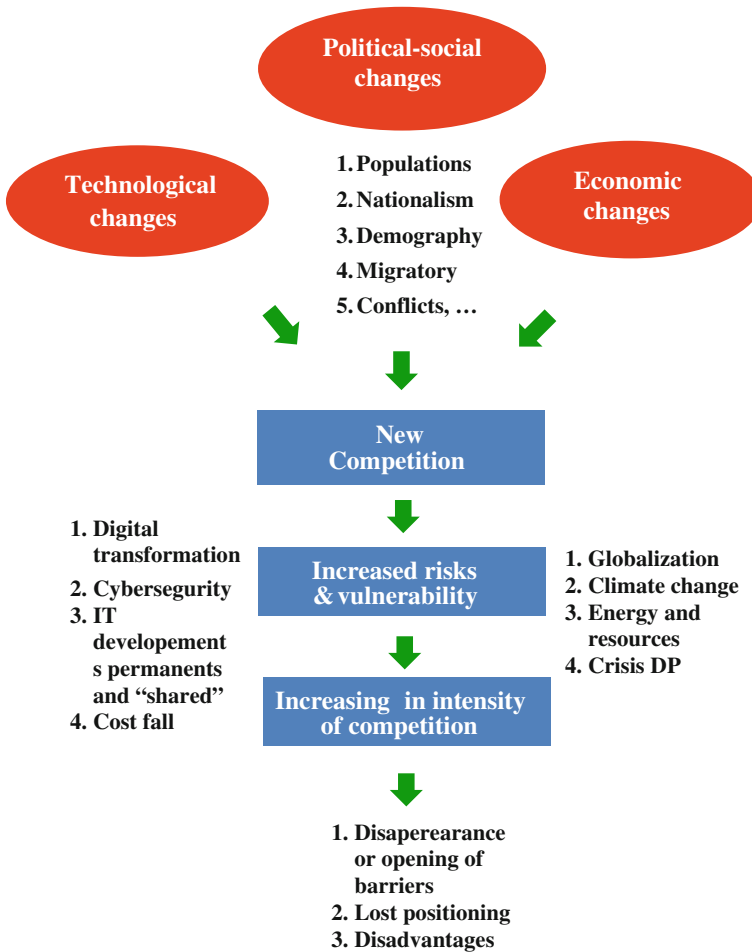 Political-social
changes
Technological
changes
Economic
changes
1. Populations
2. Nationalism
3. Demography
4. Migratory
5. Conflicts, …
New
Competition
1. Digital
transformation
2. Cybersegurity
3. IT
developement
s permanents
and “shared”
4. Cost fall
Increased risks
& vulnerability
1. Globalization
2. Climate change
3. Energy and
resources
4. Crisis DP
Increasing in intensity
of competition
1. Disaperearance
or opening of
barriers
2. Lost positioning
3. Disadvantages